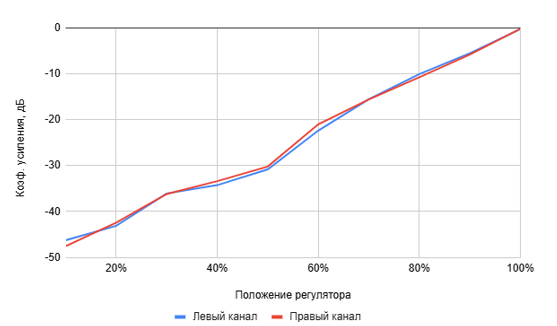 0
-10
-20
-30
-40
-50
Коэф. усипения, дБ
20%
40%
60%
80%
100%
Положение регулятора
Левый канал
Правый канал